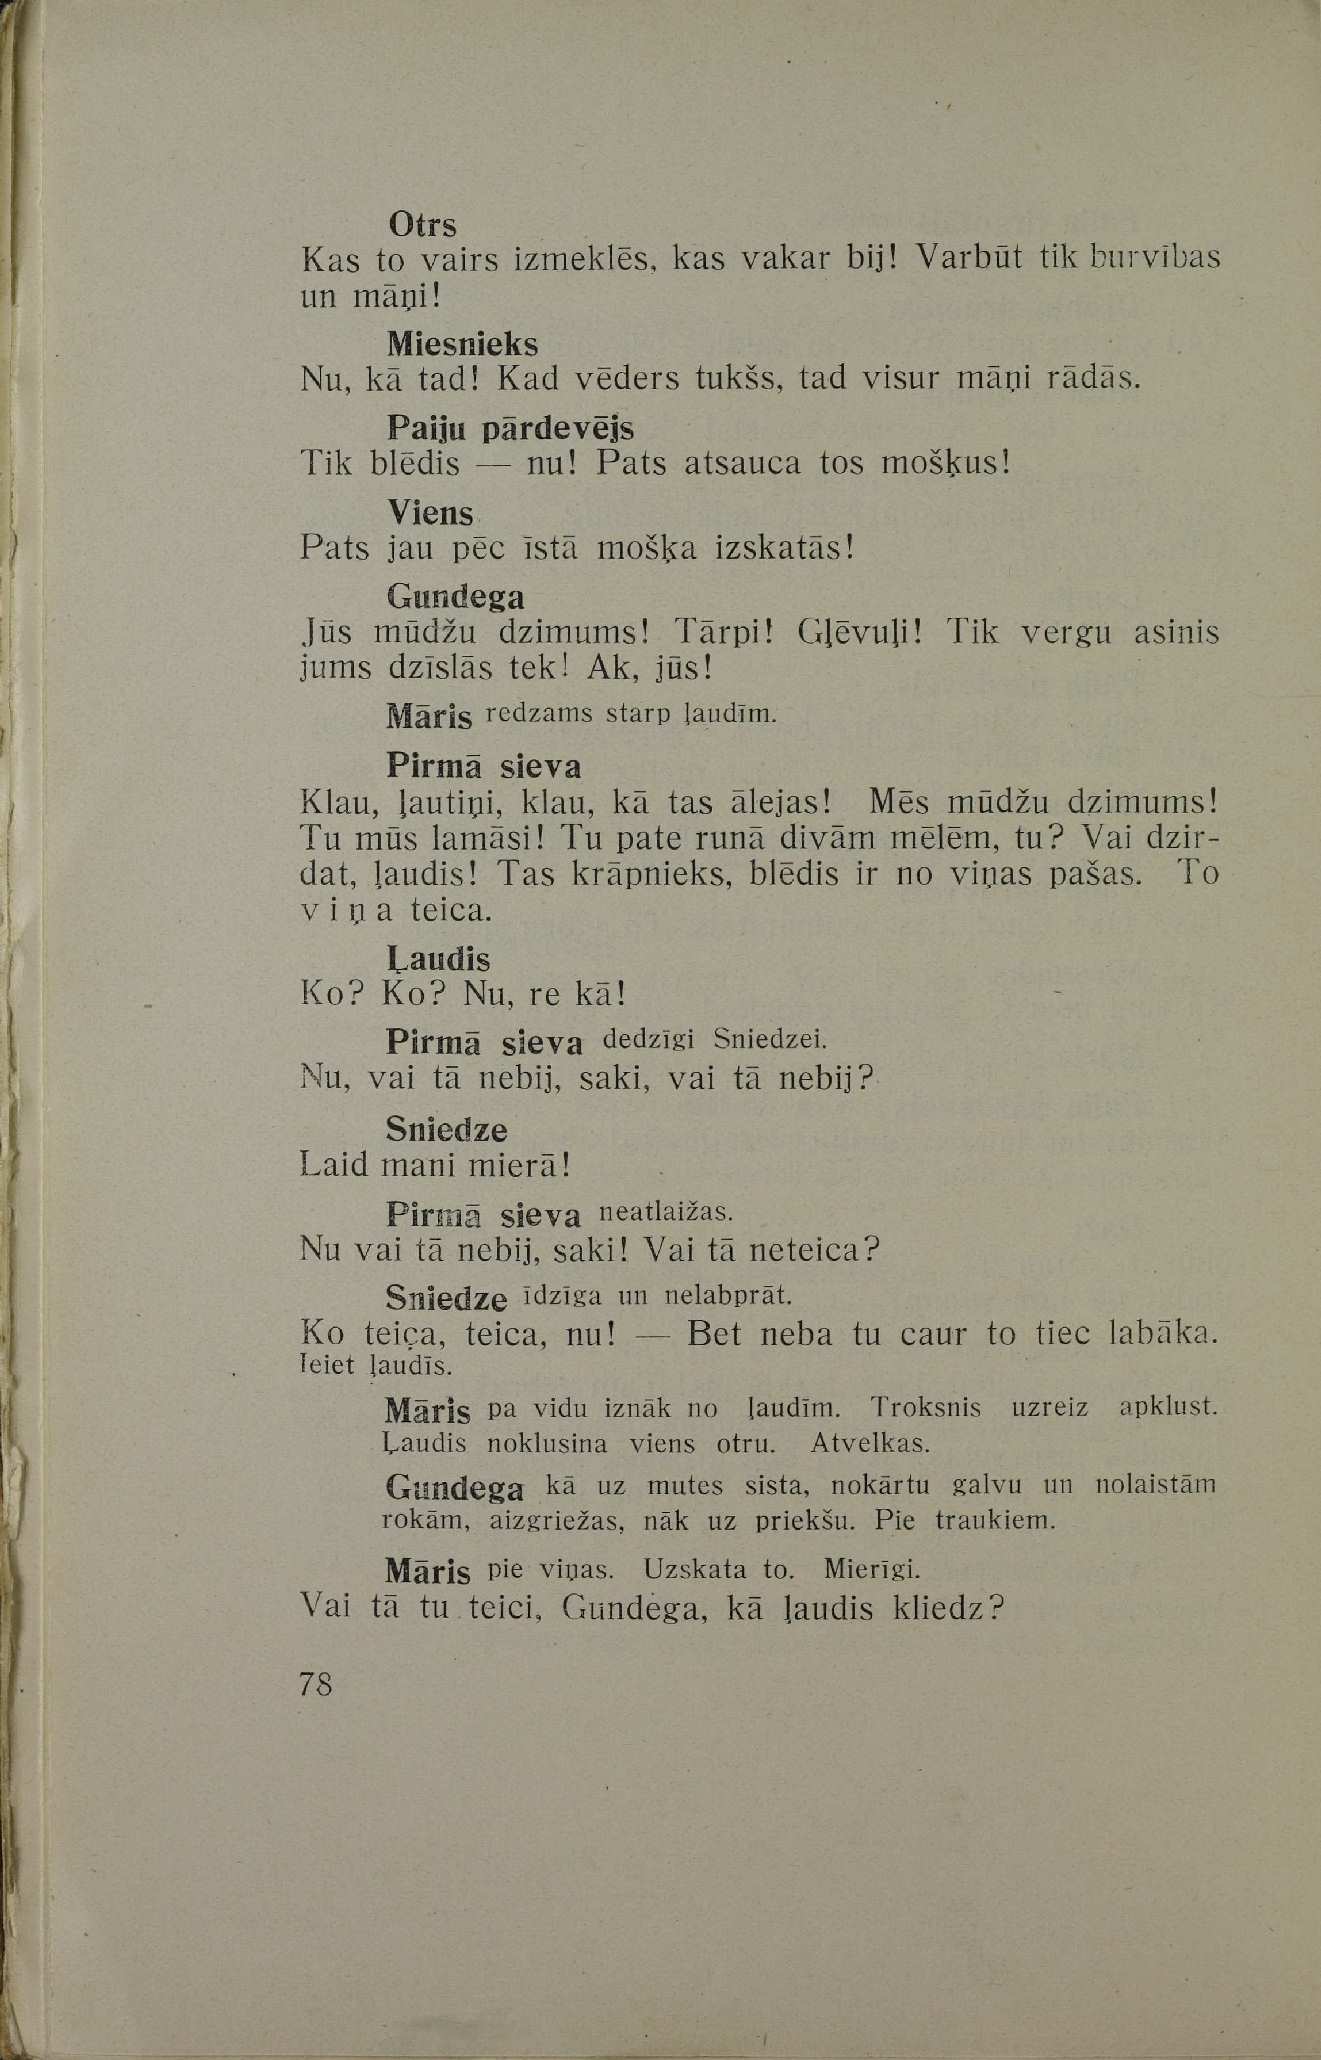 Otrs
Kas to vairs izmeklēs, kas vakar bij! Varbūt tik burvības
un māņi!
Miesnieks
Nu, kā tad! Kad vēders tukšs, tad visur māņi rādās.
Paiju pārdevējs
Tik blēdis — nu! Pats atsauca tos mošķus!
Viens
Pats jau pēc īstā mošķa izskatās!
Gundega
Jūs mūdžu dzimums! Tārpi! Gļēvuļi! Tik vergu asinis
jums dzīslās tek! Ak, jūs!
Māris redzams starp ļaudīm.
Pirmā sieva
Klau, ļautiņi, klau, kā tas ālejas! Mēs mūdžu dzimums!
Tu mūs lamāsi! Tu pate runā divām mēlēm, tu? Vai dzir-
dat, ļaudis! Tas krāpnieks, blēdis ir no viņas pašas. To
viņa teica.
Ļaudis
Ko? Ko? Nu, re kā!
Pirmā sieva dedzīgi Sniedzei.
Nu, vai tā nebij, saki, vai tā nebij?
Sniedze
Laid mani mierā!
Pirmā sieva neatlaižas.
Nu vai tā nebij, saki! Vai tā neteica?
Sniedze īdzīga un nelabprāt.
Ko teica, teica, nu! — Bet neba tu caur to tiec labāka.
Ieiet ļaudīs.
Māris pa vidu iznāk no ļaudīm. Troksnis uzreiz apklust.
Ļaudis noklusina viens otru. Atvelkas.
Gundega kā uz mutes sista, nokārtu galvu un nolaistām
rokām, aizgriežas, nāk uz priekšu. Pie traukiem.
Māris pie viņas. Uzskata to. Mierīgi.
Vai tā tu teici, Gundega, kā ļaudis kliedz?
78